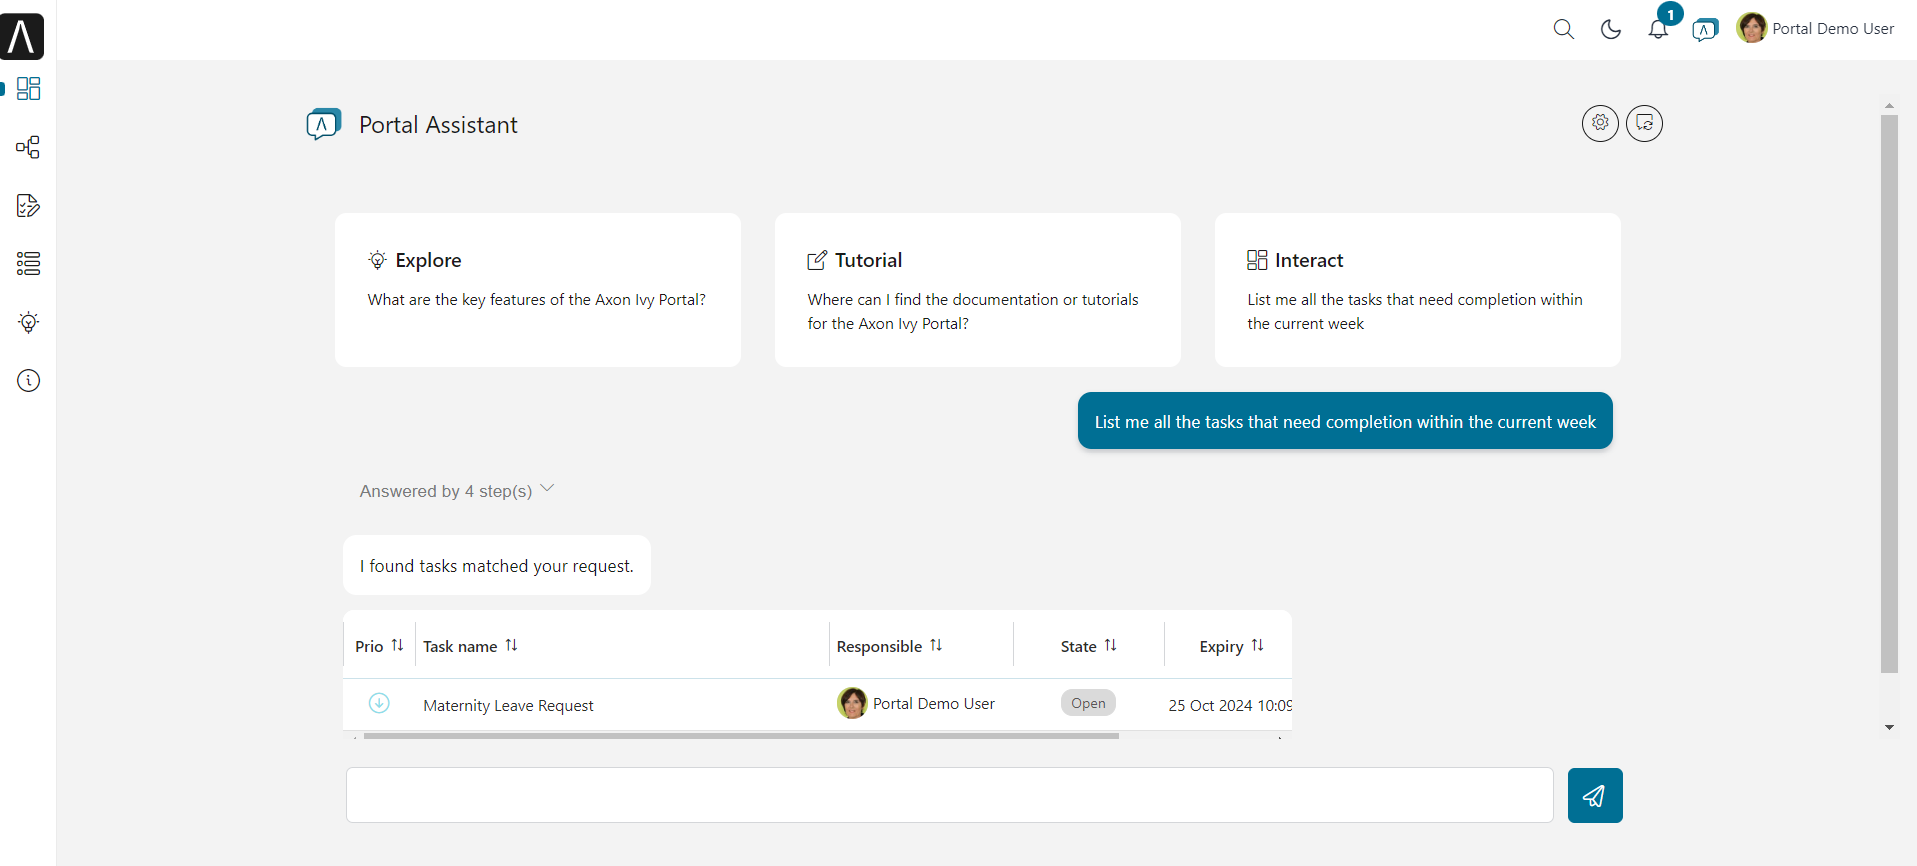 1
Portal Demo User
Portal Assistant
Explore
What are the key features of the Axon Ivy Portal?
Tutorial
Where can I find the documentation or tutorials
for the Axon Ivy Portal?
Interact
List me all the tasks that need completion within
the current week
List me all the tasks that need completion within the current week
Answered by 4 step(s)
I found tasks matched your request.
Prio Task name Responsible State Expiry
Maternity Leave Request Portal Demo User Open 25 Oct 2024 10:09